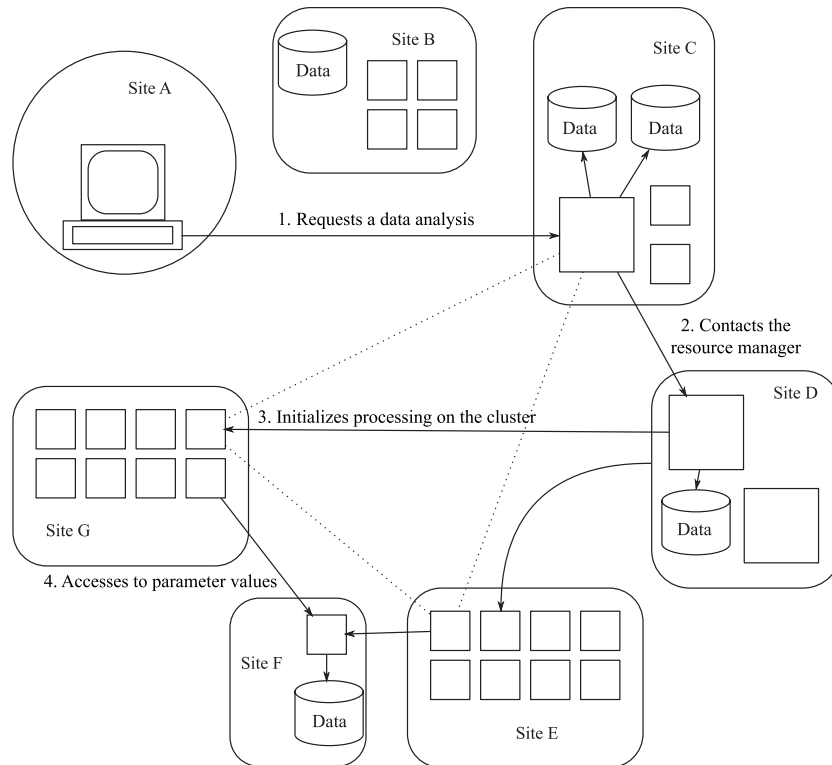 Site A
Site B
Data
Site C
Data
Data
1. Requests a data analysis
2. Contacts the
resource manager
Site D
3. Initializes processing on the cluster
Data
Site G
4. Accesses to parameter values
Site F
Data
Site E